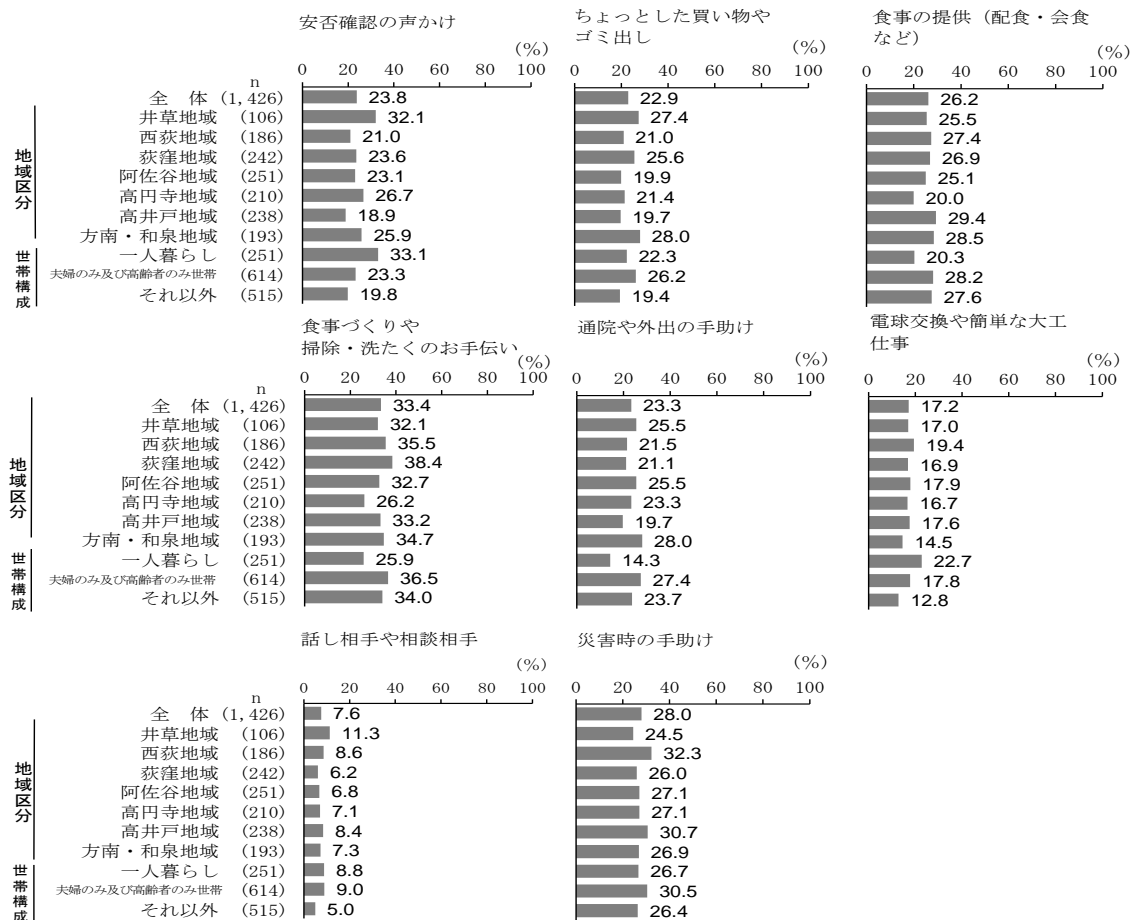 安否確認の声かけ
ちょっとした買い物や
ゴミ出し
食事の提供（配食・会食
など）
(%) (%) (%)
n 0 20 40 60 80 100 0 20 40 60 80 100 0 20 40 60 80 100
全 体 (1,426) 23.8 22.9 26.2
地域区分
井草地域 (106) 32.1 27.4 25.5
西荻地域 (186) 21.0 21.0 27.4
荻窪地域 (242) 23.6 25.6 26.9
阿佐谷地域 (251) 23.1 19.9 25.1
高円寺地域 (210) 26.7 21.4 20.0
高井戸地域 (238) 18.9 19.7 29.4
方南・和泉地域 (193) 25.9 28.0 28.5
世帯構成
一人暮らし (251) 33.1 22.3 20.3
夫婦のみ及び高齢者のみ世帯 (614) 23.3 26.2 28.2
それ以外 (515) 19.8 19.4 27.6
食事づくりや
掃除・洗たくのお手伝い
通院や外出の手助け
電球交換や簡単な大工
仕事
(%) (%) (%)
n 0 20 40 60 80 100 0 20 40 60 80 100 0 20 40 60 80 100
全 体 (1,426) 33.4 23.3 17.2
地域区分
井草地域 (106) 32.1 25.5 17.0
西荻地域 (186) 35.5 21.5 19.4
荻窪地域 (242) 38.4 21.1 16.9
阿佐谷地域 (251) 32.7 25.5 17.9
高円寺地域 (210) 26.2 23.3 16.7
高井戸地域 (238) 33.2 19.7 17.6
方南・和泉地域 (193) 34.7 28.0 14.5
世帯構成
一人暮らし (251) 25.9 14.3 22.7
夫婦のみ及び高齢者のみ世帯 (614) 36.5 27.4 17.8
それ以外 (515) 34.0 23.7 12.8
話し相手や相談相手
災害時の手助け
(%) (%)
n 0 20 40 60 80 100 0 20 40 60 80 100
全 体 (1,426) 7.6 28.0
地域区分
井草地域 (106) 11.3 24.5
西荻地域 (186) 8.6 32.3
荻窪地域 (242) 6.2 26.0
阿佐谷地域 (251) 6.8 27.1
高円寺地域 (210) 7.1 27.1
高井戸地域 (238) 8.4 30.7
方南・和泉地域 (193) 7.3 26.9
世帯構成
一人暮らし (251) 8.8 26.7
夫婦のみ及び高齢者のみ世帯 (614) 9.0 30.5
それ以外 (515) 5.0 26.4